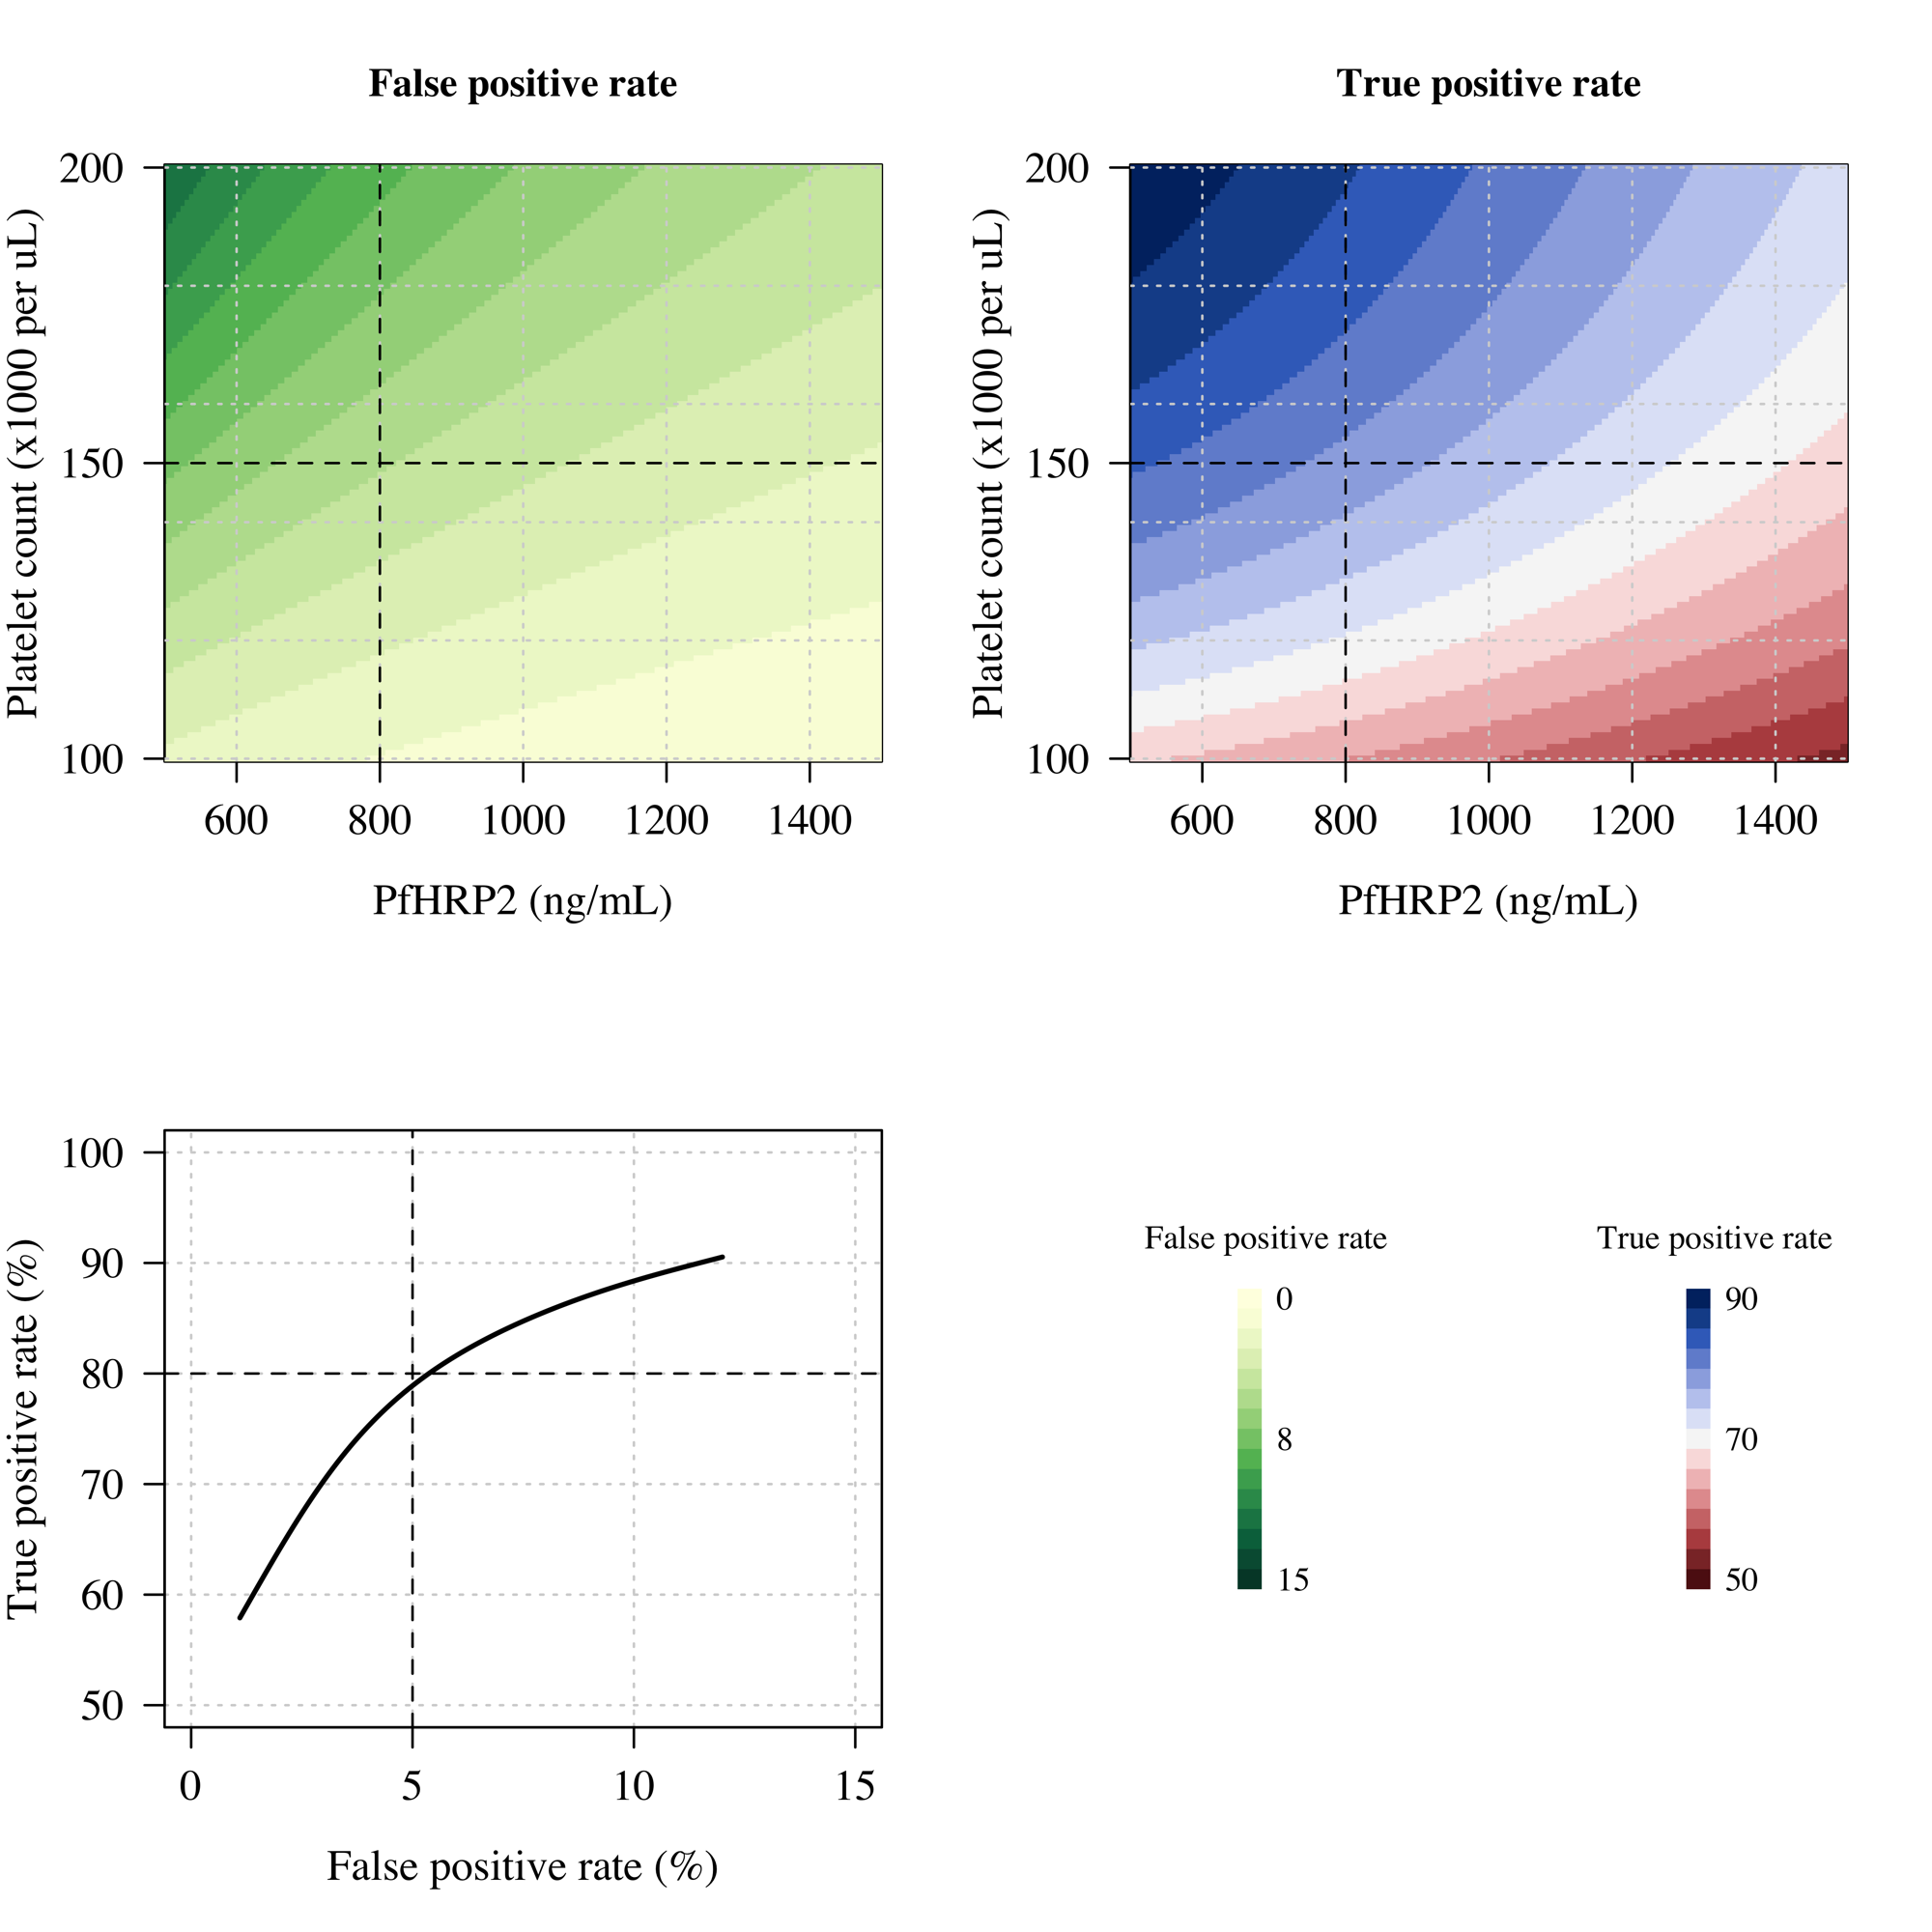 False positive rate
200
150
100
Platelet count (x1000 per uL)
600 800 1000 1200 1400
PfHRP2 (ng/mL)
True positive rate
200
150
100
Platelet count (x1000 per uL)
600 800 1000 1200 1400
PfHRP2 (ng/mL)
100
90
80
70
60
50
True positive rate (%)
0 5 10 15
False positive rate (%)
False positive rate
0
8
15
True positive rate
90
70
50